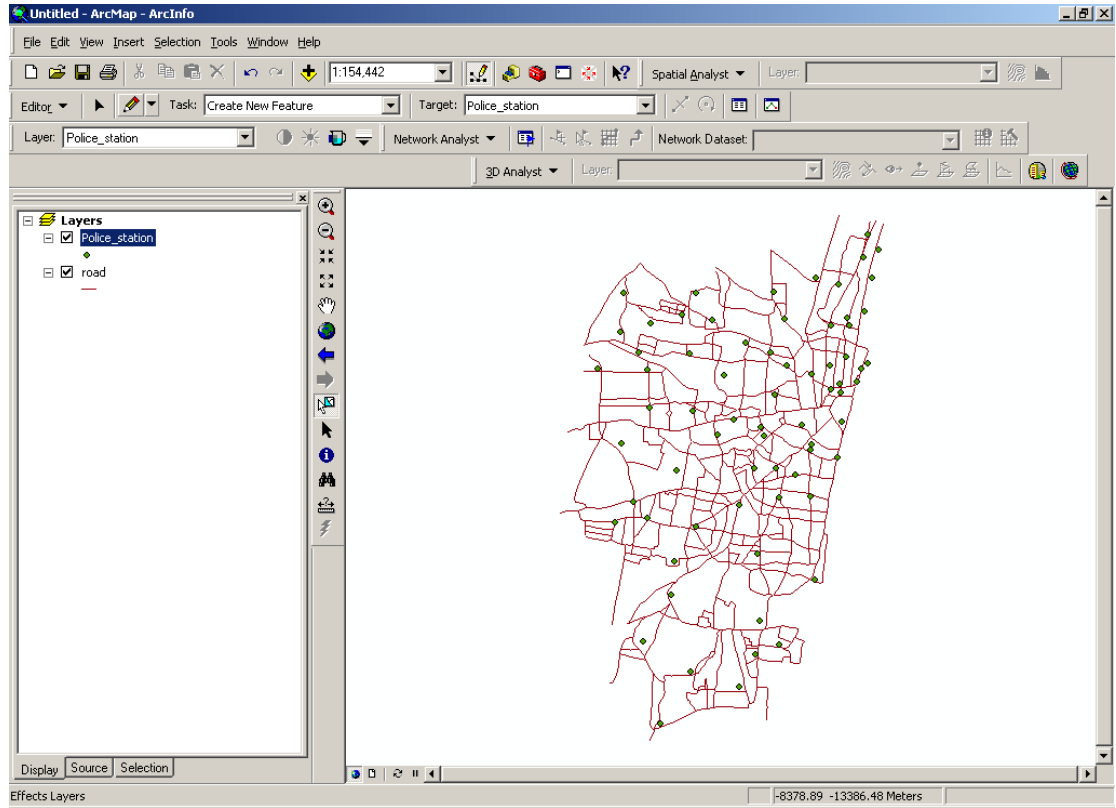 Untitled - ArcMap - ArcInfo
File Edit View Insert Selection Tools Window Help
1:154,442 Spatial Analyst Layer:
Editor Task: Create New Feature Target: Police_station
Layer: Police_station Network Analyst Network Dataset:
3D Analyst Layer:
Layers
Police_station
road
Display Source Selection
Effects Layers -8378.89 -13386.48 Meters